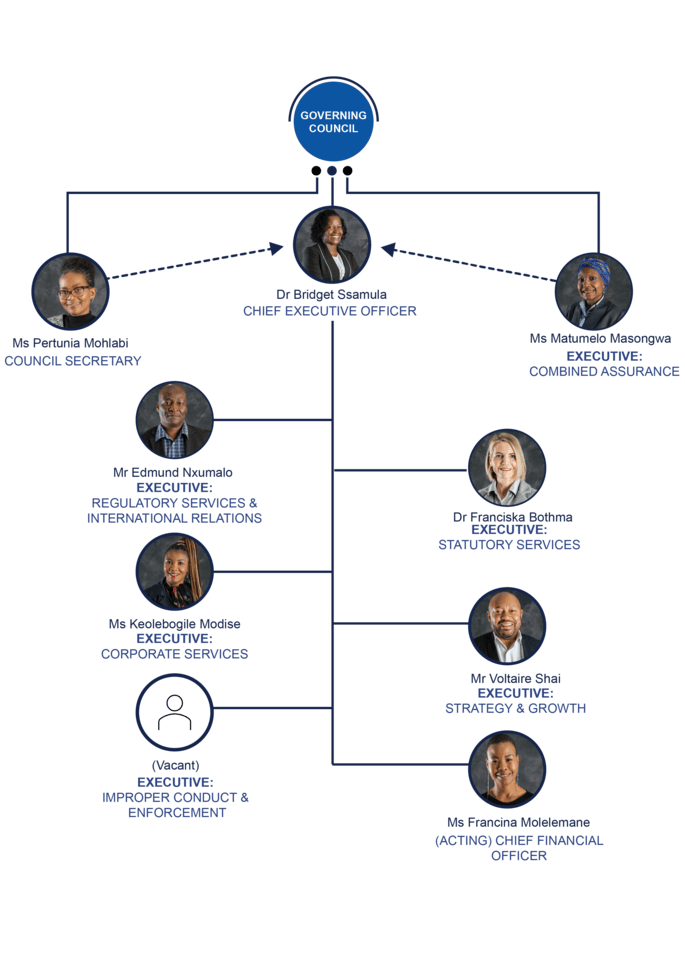 GOVERNING
COUNCIL
Dr Bridget Ssamula
CHIEF EXECUTIVE OFFICER
Ms Pertunia Mohlabi
COUNCIL SECRETARY
Ms Matumelo Masongwa
EXECUTIVE:
COMBINED ASSURANCE
Mr Edmund Nxumalo
EXECUTIVE:
REGULATORY SERVICES &
INTERNATIONAL RELATIONS
Dr Franciska Bothma
EXECUTIVE:
STATUTORY SERVICES
Ms Keolebogile Modise
EXECUTIVE:
CORPORATE SERVICES
Mr Voltaire Shai
EXECUTIVE:
STRATEGY & GROWTH
(Vacant)
EXECUTIVE:
IMPROPER CONDUCT &
ENFORCEMENT
Ms Francina Molelemane
(ACTING) CHIEF FINANCIAL
OFFICER